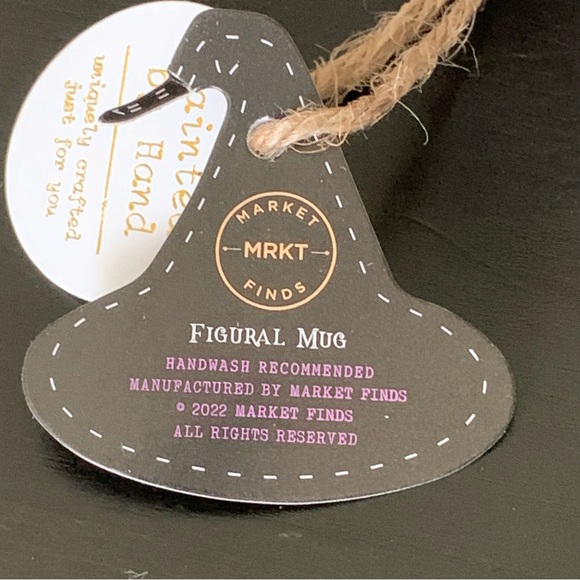 MARKET
MRKT
FINDS
FIGURAL MUG
HANDWASH RECOMMENDED
MANUFACTURED BY MARKET FINDS
© 2022 MARKET FINDS
ALL RIGHTS RESERVED
Hand
uniquely crafted
just for you